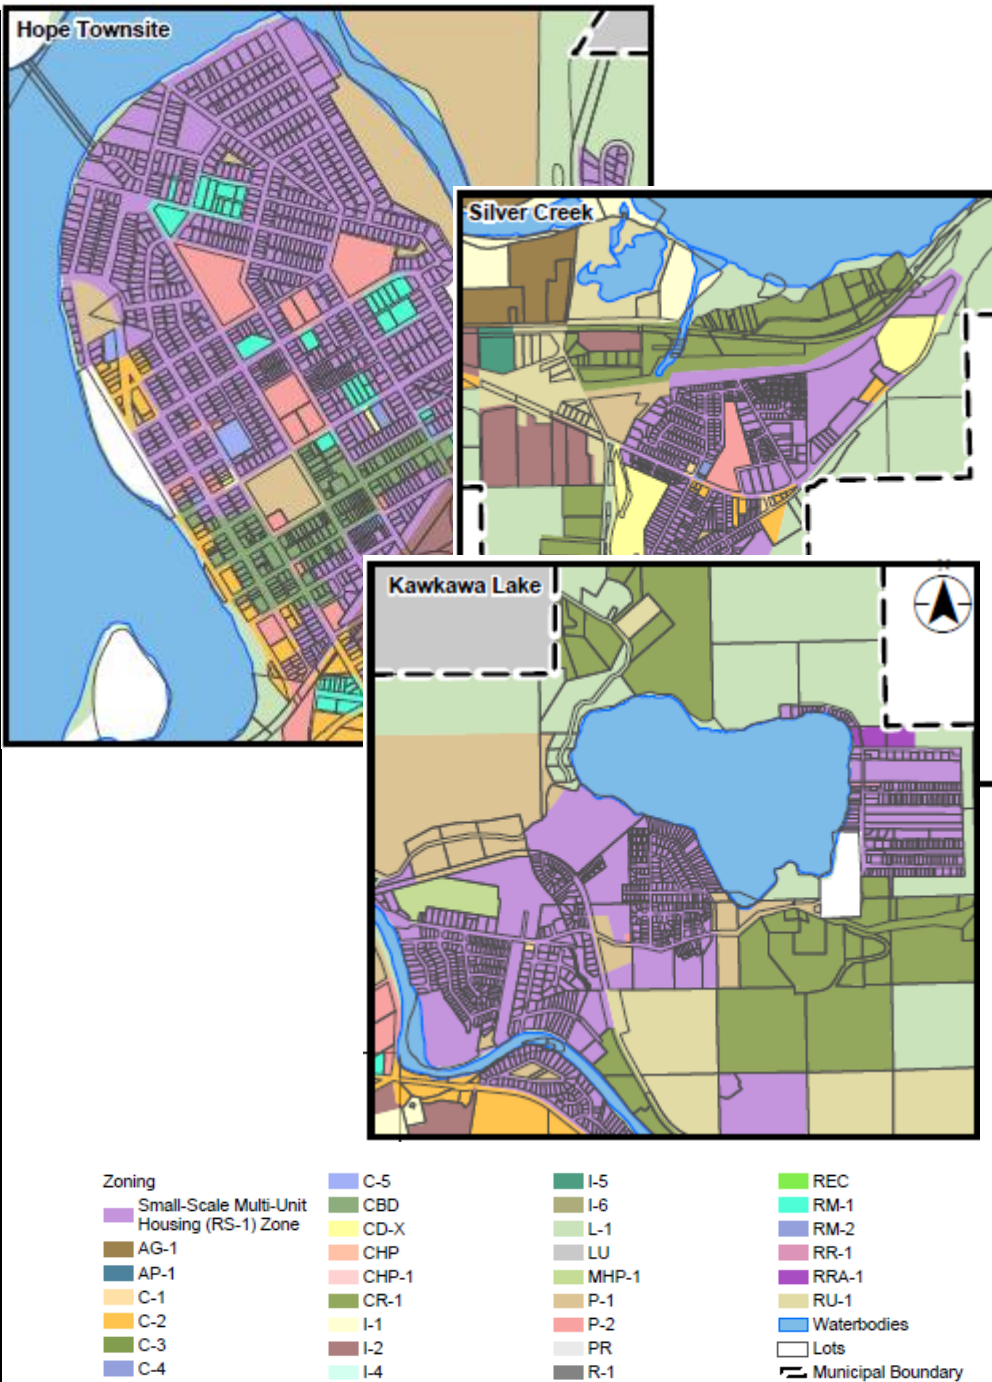 Hope Townsite
Silver Creek
Kawkawa Lake
Zoning
Small-Scale Multi-Unit
Housing (RS-1) Zone
AG-1
AP-1
C-1
C-2
C-3
C-4
C-5
CBD
CD-X
CHP
CHP-1
CR-1
I-1
I-2
I-4
I-5
I-6
L-1
LU
MHP-1
P-1
P-2
PR
R-1
REC
RM-1
RM-2
RR-1
RRA-1
RU-1
Waterbodies
Lots
Municipal Boundary